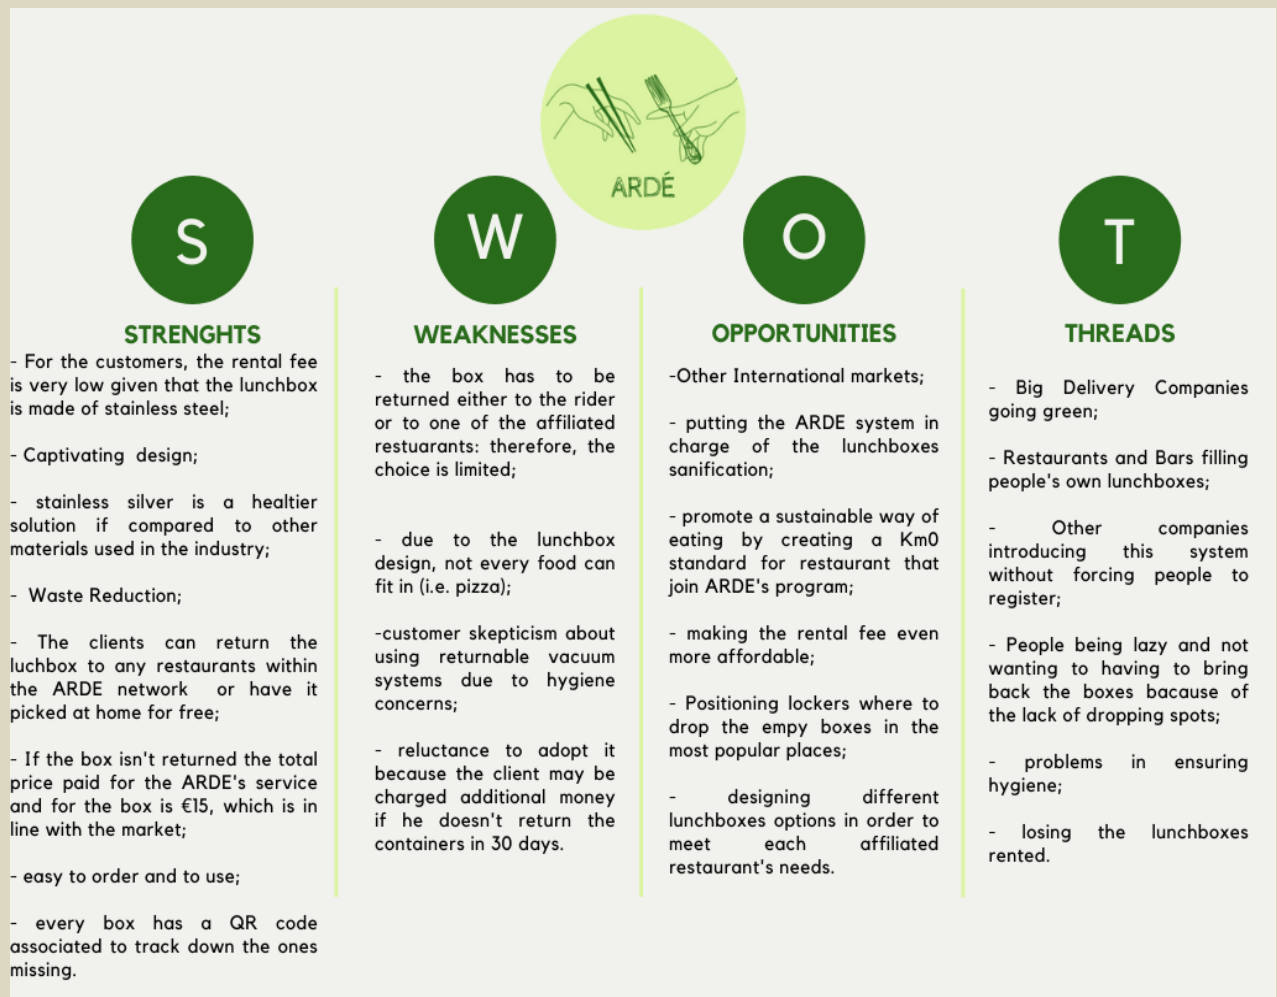 ARDÉ
S
STRENGHTS
- For the customers, the rental fee
is very low given that the lunchbox
is made of stainless steel;
- Captivating design;
- stainless silver is a healtier
solution if compared to other
materials used in the industry;
- Waste Reduction;
- The clients can return the
luchbox to any restaurants within
the ARDE network or have it
picked at home for free;
- If the box isn't returned the total
price paid for the ARDE's service
and for the box is €15, which is in
line with the market;
- easy to order and to use;
- every box has a QR code
associated to track down the ones
missing.
W
WEAKNESSES
- the box has to be
returned either to the rider
or to one of the affiliated
restuarants: therefore, the
choice is limited;
- due to the lunchbox
design, not every food can
fit in (i.e. pizza);
-customer skepticism about
using returnable vacuum
systems due to hygiene
concerns;
- reluctance to adopt it
because the client may be
charged additional money
if he doesn't return the
containers in 30 days.
O
OPPORTUNITIES
-Other International markets;
- putting the ARDE system in
charge of the lunchboxes
sanification;
- promote a sustainable way of
eating by creating a Km0
standard for restaurant that
join ARDE's program;
- making the rental fee even
more affordable;
- Positioning lockers where to
drop the empy boxes in the
most popular places;
- designing different
lunchboxes options in order to
meet each affiliated
restaurant's needs.
T
THREADS
- Big Delivery Companies
going green;
- Restaurants and Bars filling
people's own lunchboxes;
- Other companies
introducing this system
without forcing people to
register;
- People being lazy and not
wanting to having to bring
back the boxes bacause of
the lack of dropping spots;
- problems in ensuring
hygiene;
- losing the lunchboxes
rented.